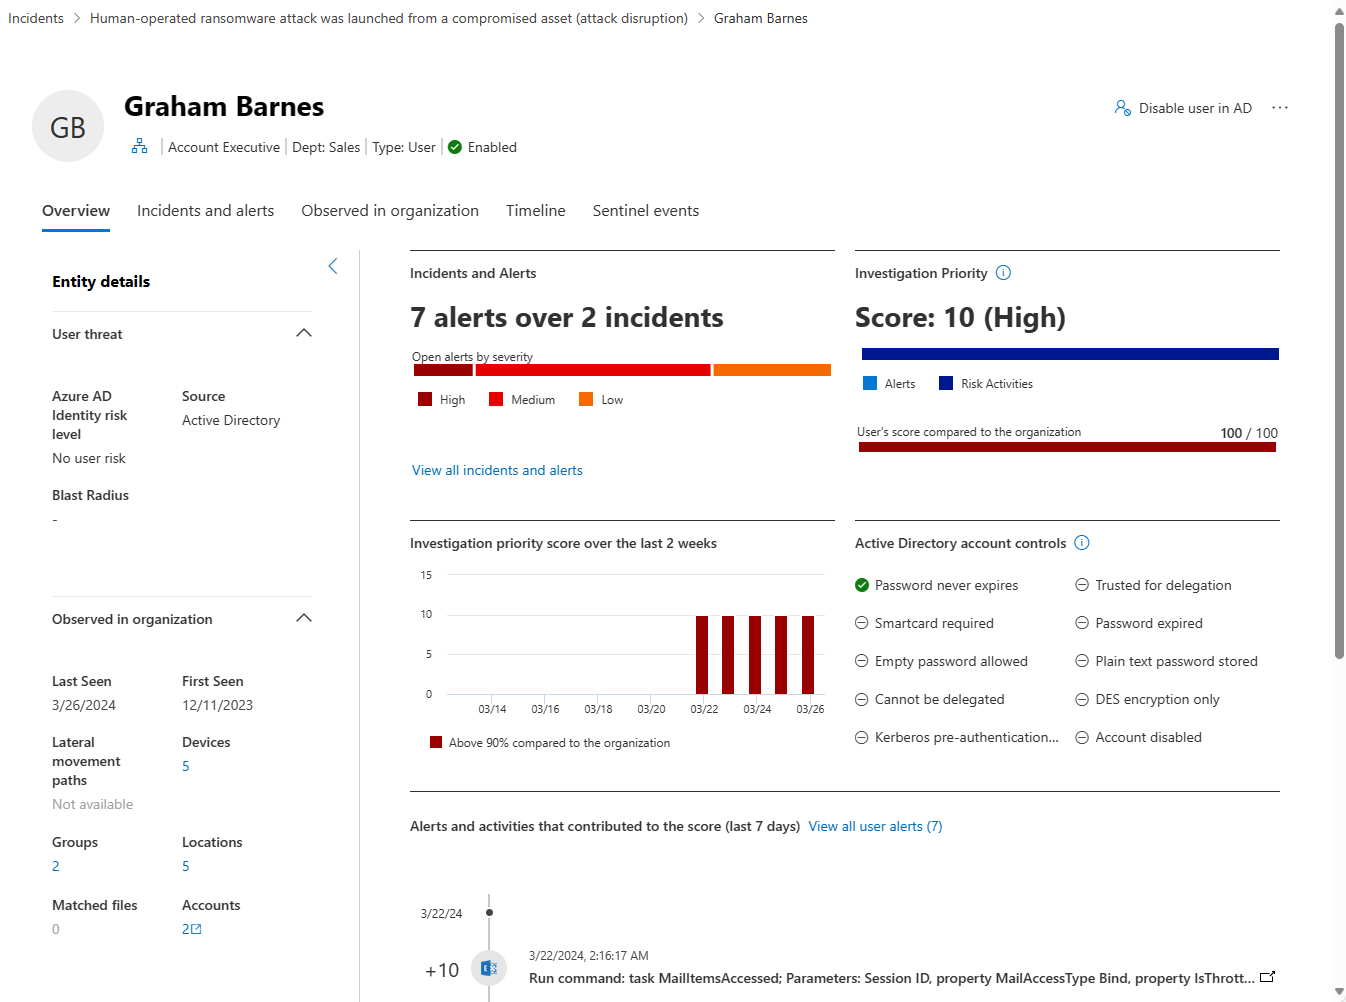 Incidents > Human-operated ransomware attack was launched from a compromised asset (attack disruption) > Graham Barnes
GB
Graham Barnes
Account Executive | Dept: Sales | Type: User | Enabled
Disable user in AD ...
Overview Incidents and alerts Observed in organization Timeline Sentinel events
Entity details
User threat
Azure AD Identity risk level
No user risk
Source
Active Directory
Blast Radius
-
Observed in organization
Last Seen
3/26/2024
First Seen
12/11/2023
Lateral movement paths
Not available
Devices
5
Groups
2
Locations
5
Matched files
0
Accounts
2
Incidents and Alerts
7 alerts over 2 incidents
Open alerts by severity
High Medium Low
View all incidents and alerts
Investigation Priority
Score: 10 (High)
Alerts Risk Activities
User's score compared to the organization 100 / 100
Investigation priority score over the last 2 weeks
15
10
5
0
03/14 03/16 03/18 03/20 03/22 03/24 03/26
Above 90% compared to the organization
Active Directory account controls
Password never expires Trusted for delegation
Smartcard required Password expired
Empty password allowed Plain text password stored
Cannot be delegated DES encryption only
Kerberos pre-authentication... Account disabled
Alerts and activities that contributed to the score (last 7 days) View all user alerts (7)
3/22/24
+10
3/22/2024, 2:16:17 AM
Run command: task MailItemsAccessed; Parameters: Session ID, property MailAccessType Bind, property IsThrott...